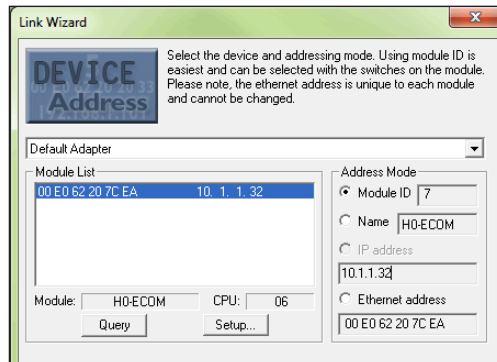 Link Wizard
DEVICE
Address
Select the device and addressing mode. Using module ID is
easiest and can be selected with the switches on the module.
Please note, the ethernet address is unique to each module
and cannot be changed.
Default Adapter
Module List
00 E0 62 20 7C EA 10. 1. 1. 32
Module: H0-ECOM CPU: 06
Query Setup...
Address Mode
Module ID 7
Name H0-ECOM
IP address
10.1.1.32
Ethernet address
00 E0 62 20 7C EA